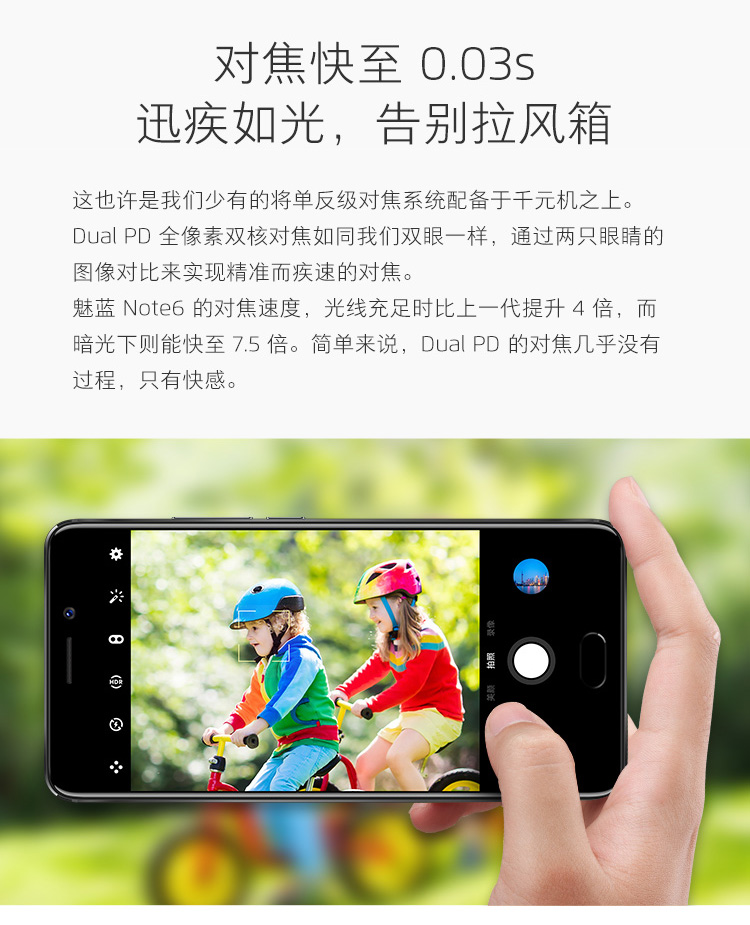 对焦快至 0.03s
迅疾如光，告别拉风箱
这也许是我们少有的将单反级对焦系统配备于千元机之上。
Dual PD 全像素双核对焦如同我们双眼一样，通过两只眼睛的
图像对比来实现精准而疾速的对焦。
魅蓝 Note6 的对焦速度，光线充足时比上一代提升 4 倍，而
暗光下则能快至 7.5 倍。简单来说，Dual PD 的对焦几乎没有
过程，只有快感。
HDR
录像
拍照
美颜